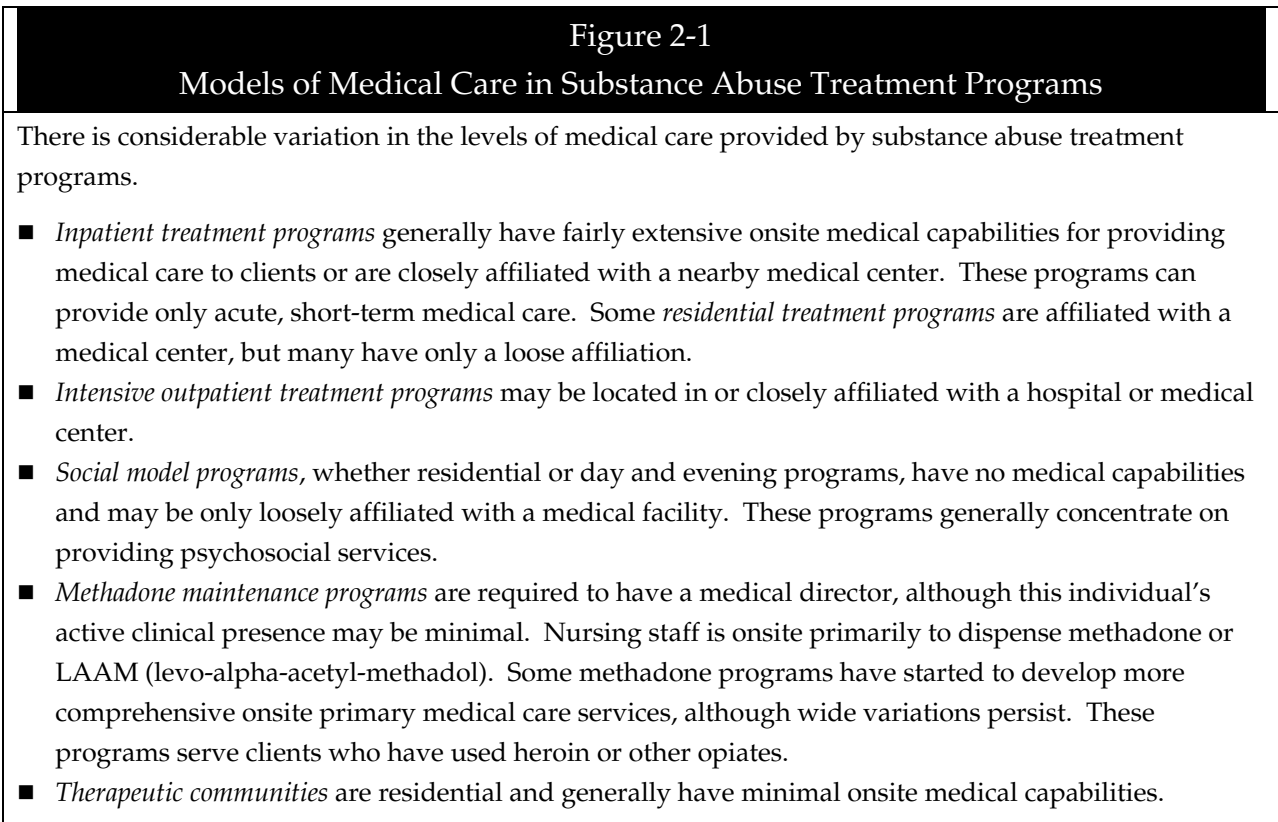 Figure 2-1
Models of Medical Care in Substance Abuse Treatment Programs
There is considerable variation in the levels of medical care provided by substance abuse treatment
programs.
■ Inpatient treatment programs generally have fairly extensive onsite medical capabilities for providing
medical care to clients or are closely affiliated with a nearby medical center. These programs can
provide only acute, short-term medical care. Some residential treatment programs are affiliated with a
medical center, but many have only a loose affiliation.
■ Intensive outpatient treatment programs may be located in or closely affiliated with a hospital or medical
center.
■ Social model programs, whether residential or day and evening programs, have no medical capabilities
and may be only loosely affiliated with a medical facility. These programs generally concentrate on
providing psychosocial services.
■ Methadone maintenance programs are required to have a medical director, although this individual’s
active clinical presence may be minimal. Nursing staff is onsite primarily to dispense methadone or
LAAM (levo-alpha-acetyl-methadol). Some methadone programs have started to develop more
comprehensive onsite primary medical care services, although wide variations persist. These
programs serve clients who have used heroin or other opiates.
■ Therapeutic communities are residential and generally have minimal onsite medical capabilities.